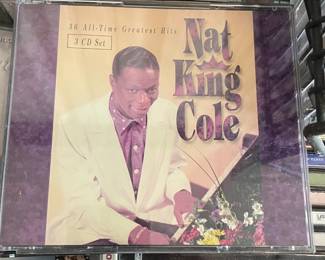 36 All-Time Greatest Hits
3 CD Set
Nat
King
Cole